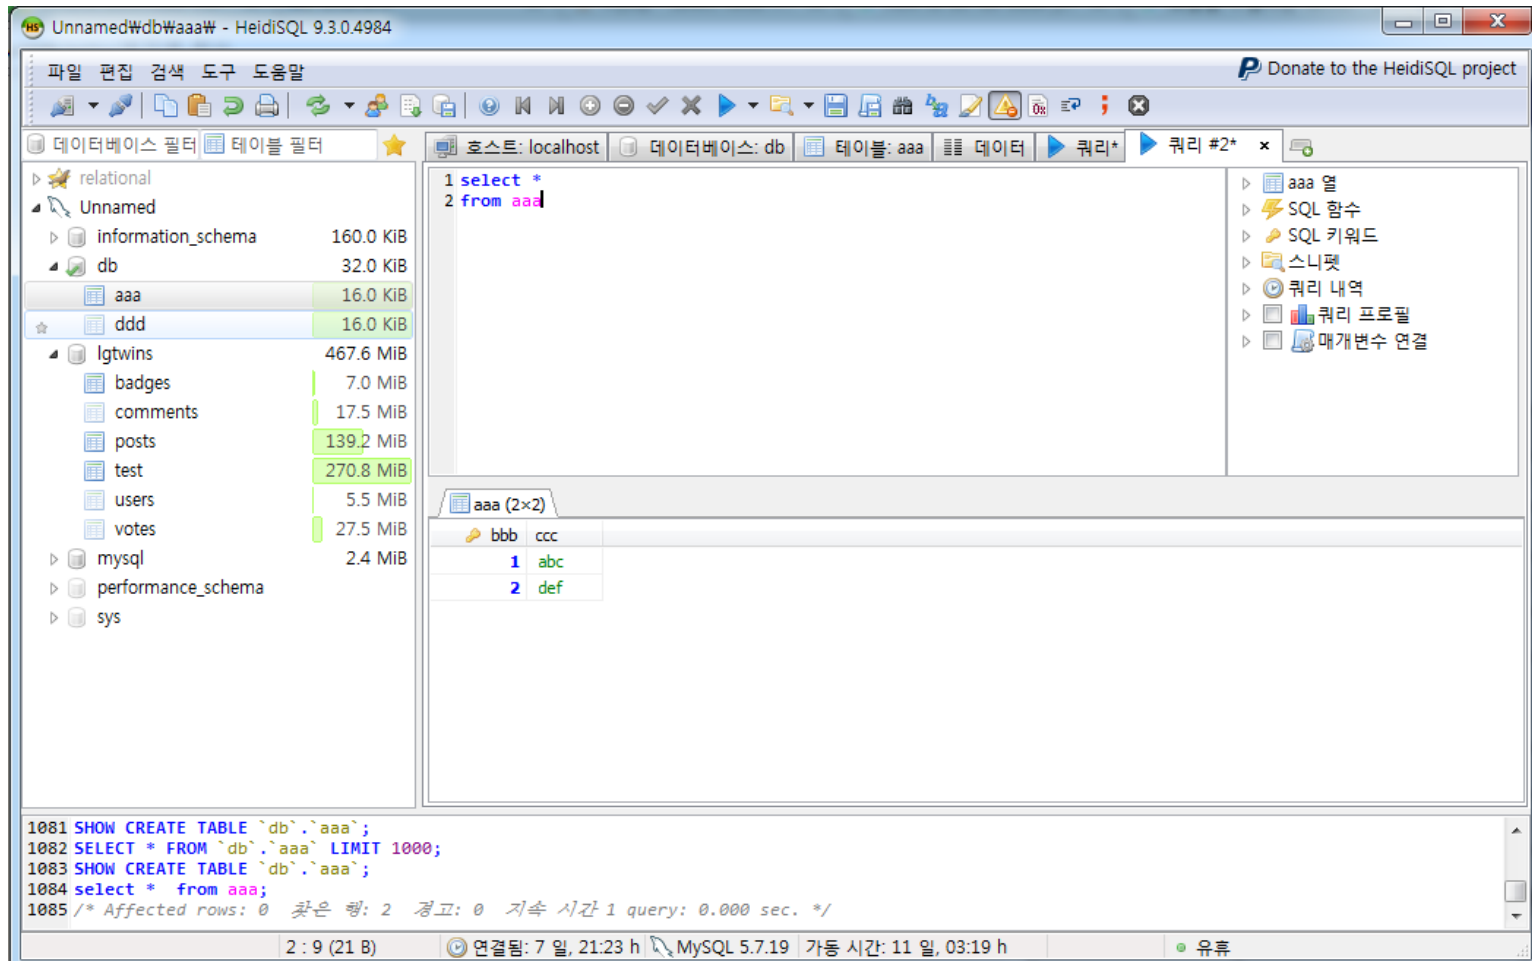 Unnamed₩db₩aaa₩ - HeidiSQL 9.3.0.4984
파일 편집 검색 도구 도움말
Donate to the HeidiSQL project
데이터베이스 필터 테이블 필터
호스트: localhost 데이터베이스: db 테이블: aaa 데이터 쿼리* 쿼리 #2* ×
relational
Unnamed
information_schema 160.0 KiB
db 32.0 KiB
aaa 16.0 KiB
ddd 16.0 KiB
lgtwins 467.6 MiB
badges 7.0 MiB
comments 17.5 MiB
posts 139.2 MiB
test 270.8 MiB
users 5.5 MiB
votes 27.5 MiB
mysql 2.4 MiB
performance_schema
sys
1 select *
2 from aaa
aaa 열
SQL 함수
SQL 키워드
스니펫
쿼리 내역
쿼리 프로필
매개변수 연결
aaa (2×2)
bbb ccc
1 abc
2 def
1081 SHOW CREATE TABLE `db`.`aaa`;
1082 SELECT * FROM `db`.`aaa` LIMIT 1000;
1083 SHOW CREATE TABLE `db`.`aaa`;
1084 select *  from aaa;
1085 /* Affected rows: 0  찾은 행: 2  경고: 0  지속 시간 1 query: 0.000 sec. */
2 : 9 (21 B) 연결됨: 7 일, 21:23 h MySQL 5.7.19 가동 시간: 11 일, 03:19 h 유휴